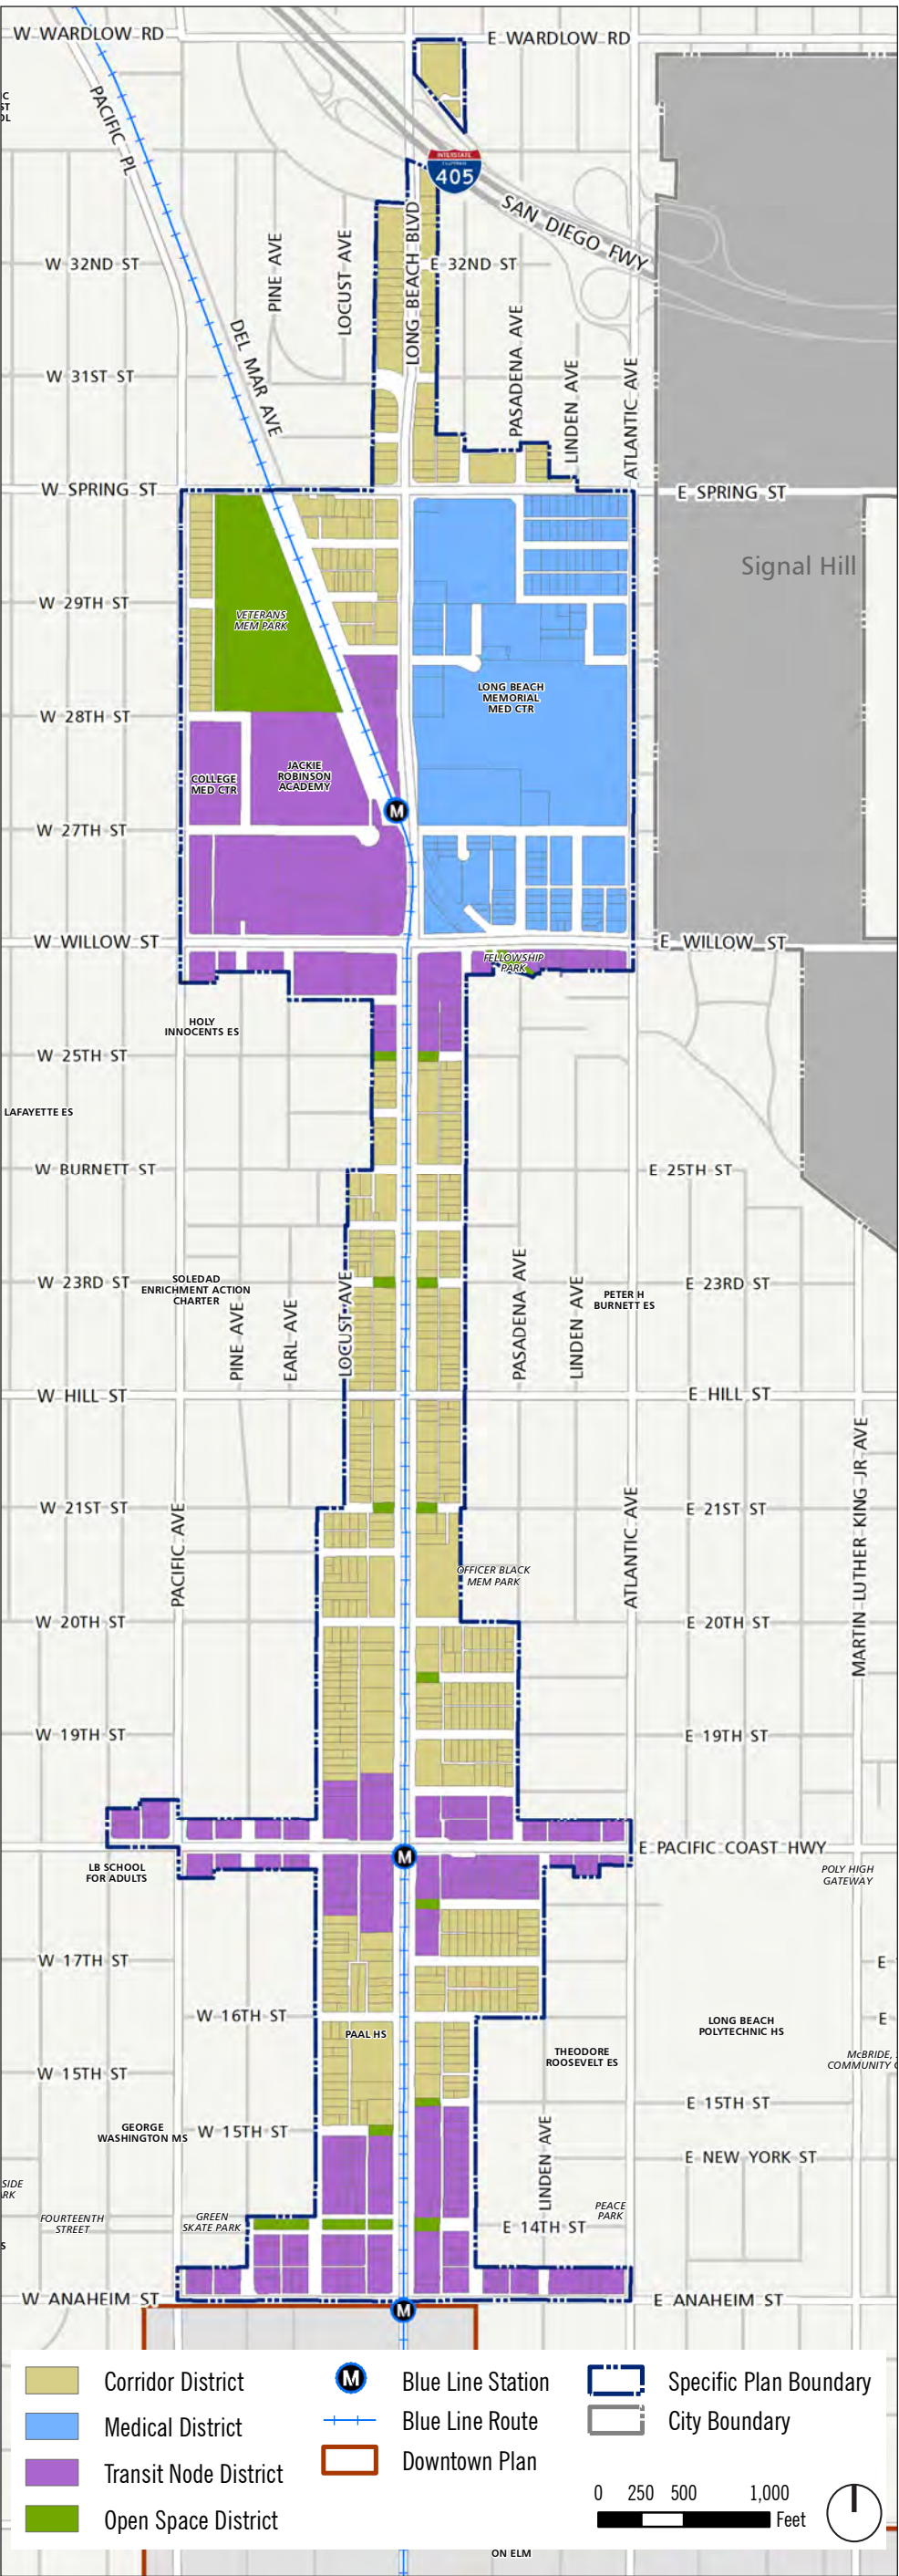 W WARDLOW RD
E WARDLOW RD
PACIFIC PL
INTERSTATE
405
SAN DIEGO FWY
LONG BEACH BLVD
PINE AVE
LOCUST AVE
W 32ND ST
E 32ND ST
DEL MAR AVE
PASADENA AVE
LINDEN AVE
ATLANTIC AVE
W 31ST ST
W SPRING ST
E SPRING ST
Signal Hill
W 29TH ST
VETERANS
MEM PARK
LONG BEACH
MEMORIAL
MED CTR
W 28TH ST
COLLEGE
MED CTR
JACKIE
ROBINSON
ACADEMY
M
W 27TH ST
W WILLOW ST
E WILLOW ST
FELLOWSHIP
PARK
HOLY
INNOCENTS ES
W 25TH ST
LAFAYETTE ES
W BURNETT ST
E 25TH ST
W 23RD ST
SOLEDAD
ENRICHMENT ACTION
CHARTER
PINE AVE
EARL AVE
LOCUST AVE
PASADENA AVE
LINDEN AVE
E 23RD ST
PETER H
BURNETT ES
W HILL ST
E HILL ST
W 21ST ST
E 21ST ST
PACIFIC AVE
ATLANTIC AVE
MARTIN LUTHER KING JR AVE
OFFICER BLACK
MEM PARK
W 20TH ST
E 20TH ST
W 19TH ST
E 19TH ST
E PACIFIC COAST HWY
M
LB SCHOOL
FOR ADULTS
POLY HIGH
GATEWAY
W 17TH ST
E
W 16TH ST
E
PAAL HS
LONG BEACH
POLYTECHNIC HS
THEODORE
ROOSEVELT ES
McBRIDE,
COMMUNITY
W 15TH ST
E 15TH ST
GEORGE
WASHINGTON MS
W 15TH ST
LINDEN AVE
E NEW YORK ST
SIDE
RK
FOURTEENTH
STREET
GREEN
SKATE PARK
PEACE
PARK
E 14TH ST
S
W ANAHEIM ST
E ANAHEIM ST
M
Corridor District
Medical District
Transit Node District
Open Space District
M
Blue Line Station
Blue Line Route
Downtown Plan
Specific Plan Boundary
City Boundary
0 250 500 1,000
Feet
ON ELM